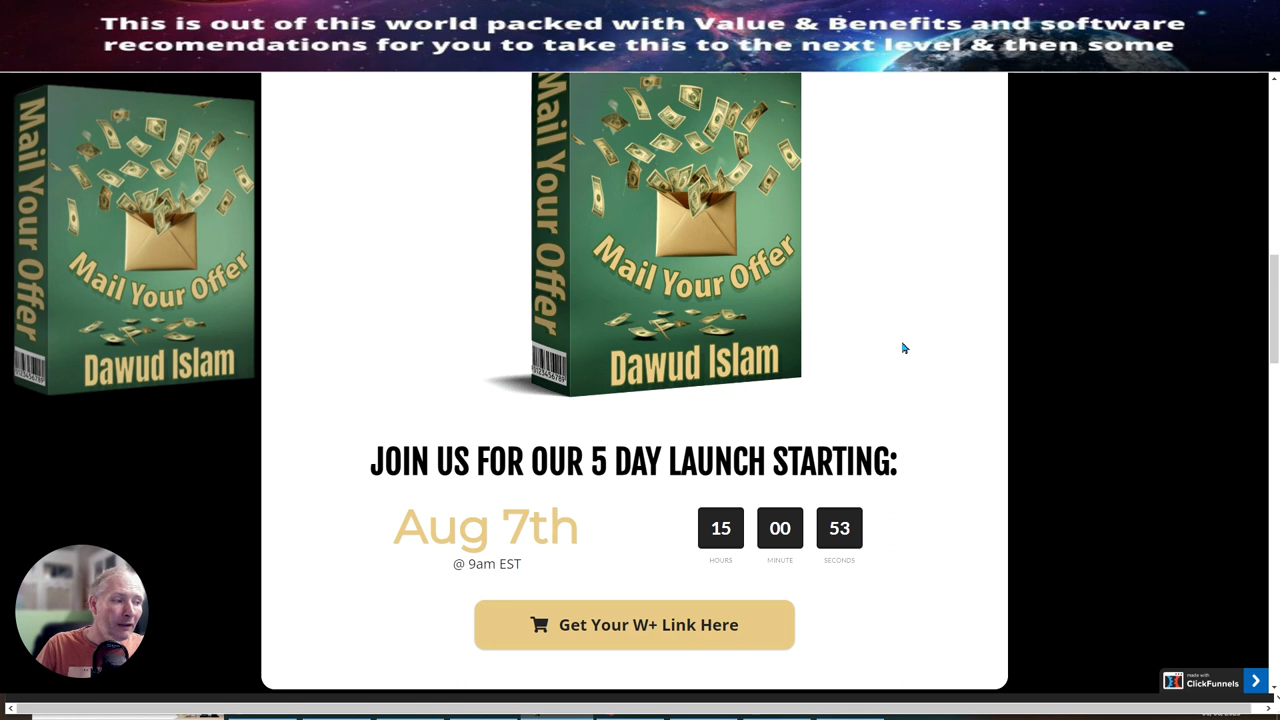 This is out of this world packed with Value & Benefits and software
recomendations for you to take this to the next level & then some
Mail Your Offer
Mail Your Offer
Dawud Islam
Mail Your Offer
Mail Your Offer
Dawud Islam
JOIN US FOR OUR 5 DAY LAUNCH STARTING:
Aug 7th
@ 9am EST
15 00 53
HOURS MINUTE SECONDS
Get Your W+ Link Here
made with
ClickFunnels